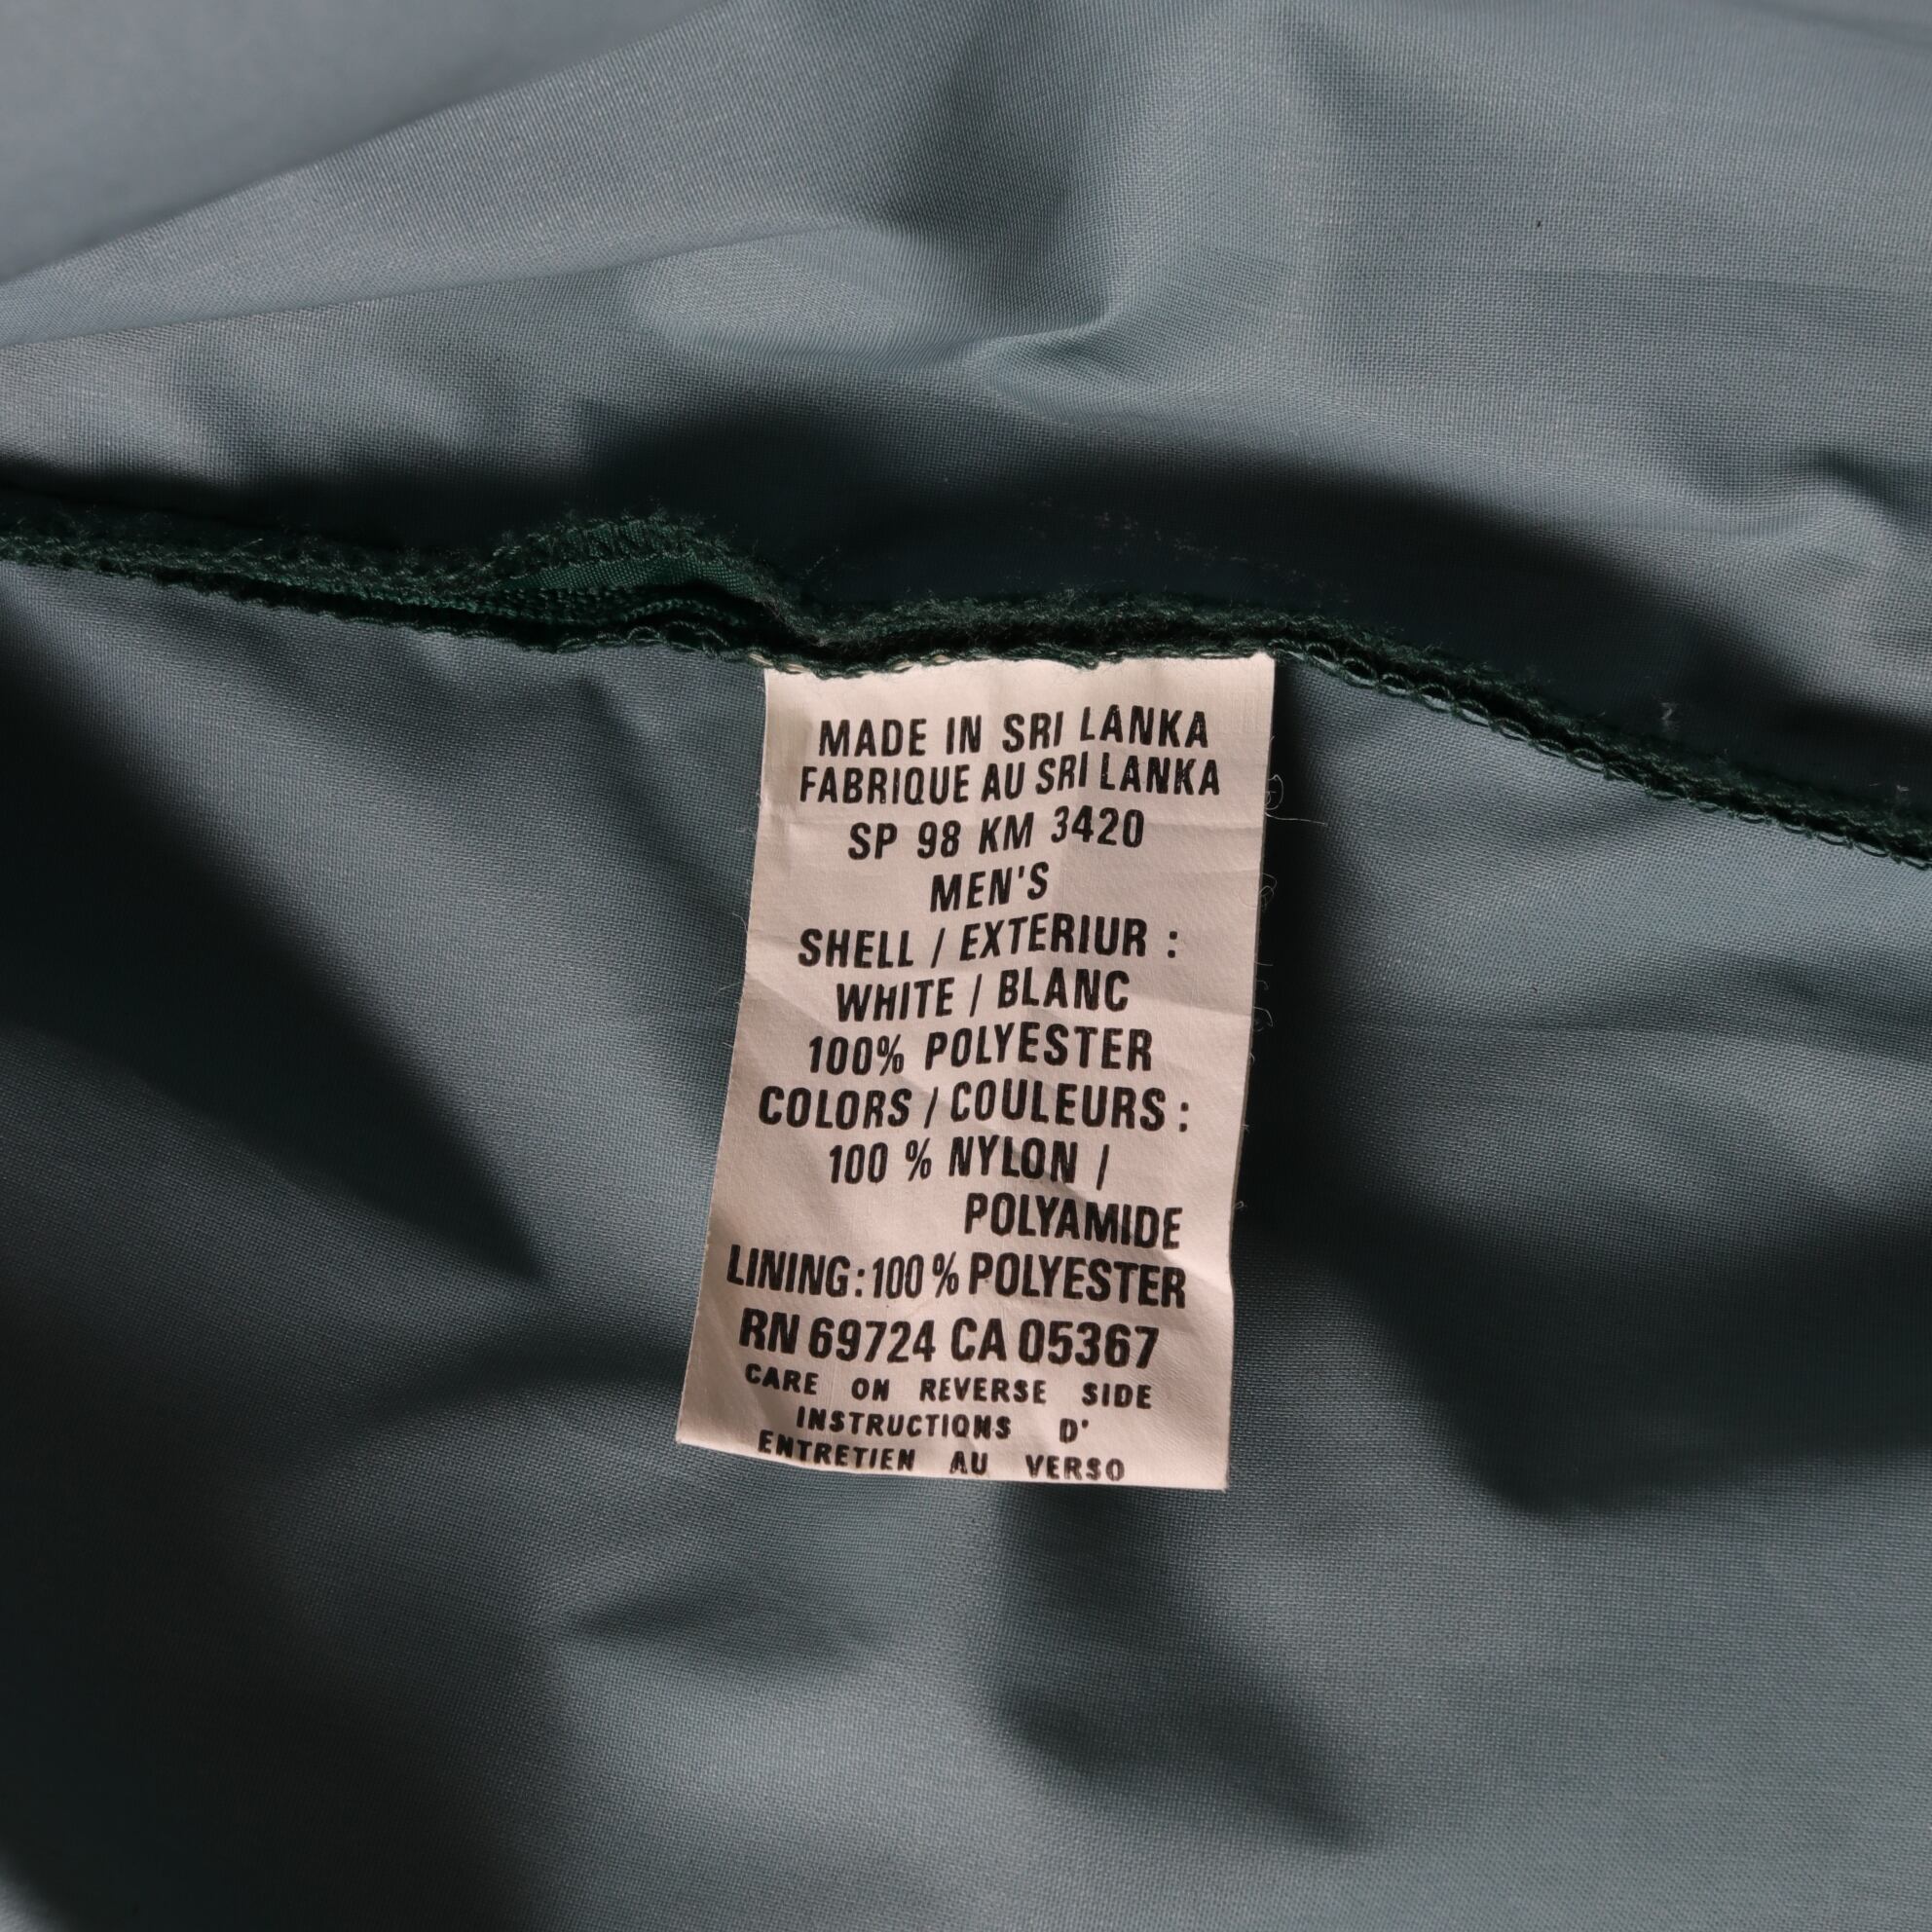 MADE IN SRI LANKA
FABRIQUE AU SRI LANKA
SP 98 KM 3420
MEN'S
SHELL / EXTERIUR :
WHITE / BLANC
100% POLYESTER
COLORS / COULEURS :
100 % NYLON /
POLYAMIDE
LINING: 100 % POLYESTER
RN 69724 CA 05367
CARE ON REVERSE SIDE
INSTRUCTIONS D'
ENTRETIEN AU VERSO